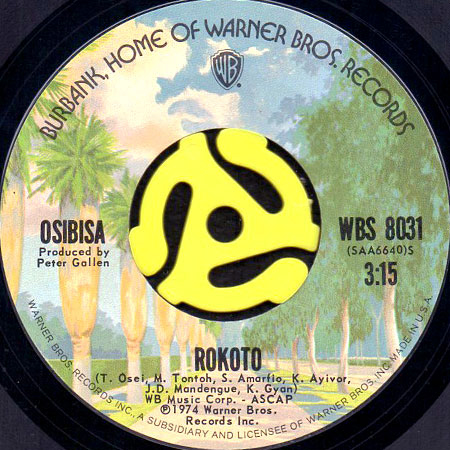 BURBANK, HOME OF WARNER BROS. RECORDS
WB
OSIBISA
Produced by
Peter Gallen
WBS 8031
(SAA6640)S
3:15
ROKOTO
(T. Osei, M. Tontoh, S. Amarfio, K. Ayivor,
J.D. Mandengue, K. Gyan)
WB Music Corp. - ASCAP
℗1974 Warner Bros.
Records Inc.
WARNER BROS. RECORDS INC., A SUBSIDIARY AND LICENSEE OF WARNER BROS. INC. MADE IN U.S.A.